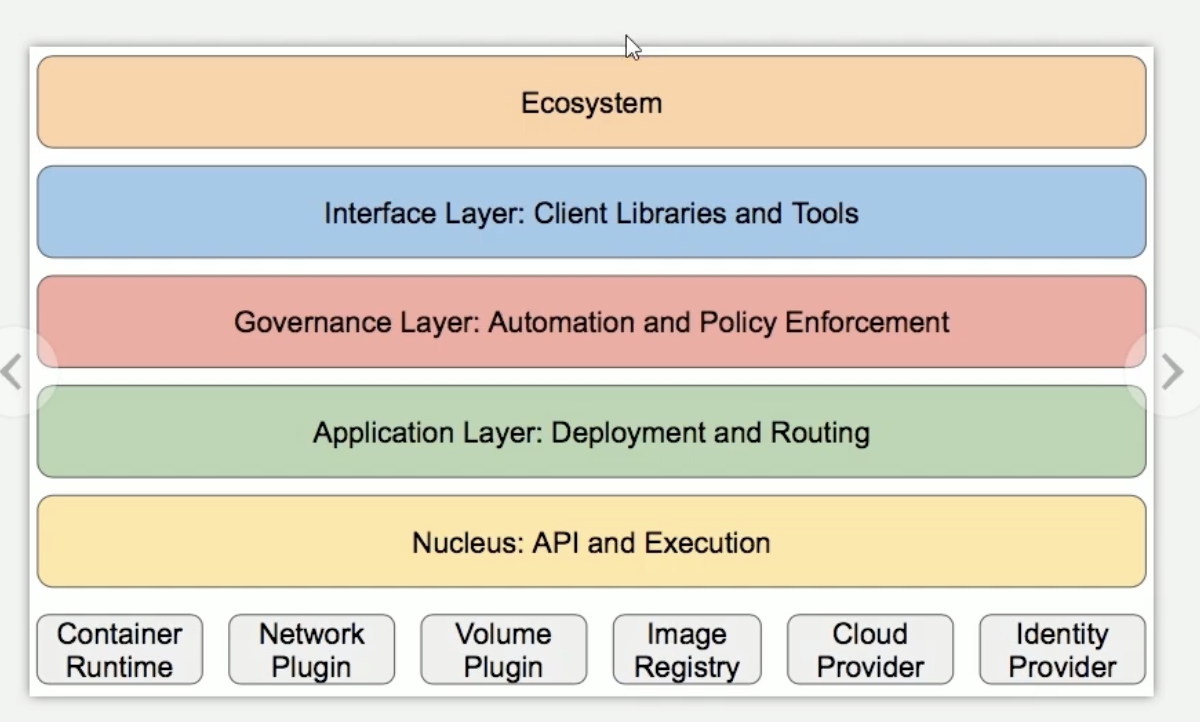 Ecosystem
Interface Layer: Client Libraries and Tools
Governance Layer: Automation and Policy Enforcement
Application Layer: Deployment and Routing
Nucleus: API and Execution
Container
Runtime
Network
Plugin
Volume
Plugin
Image
Registry
Cloud
Provider
Identity
Provider